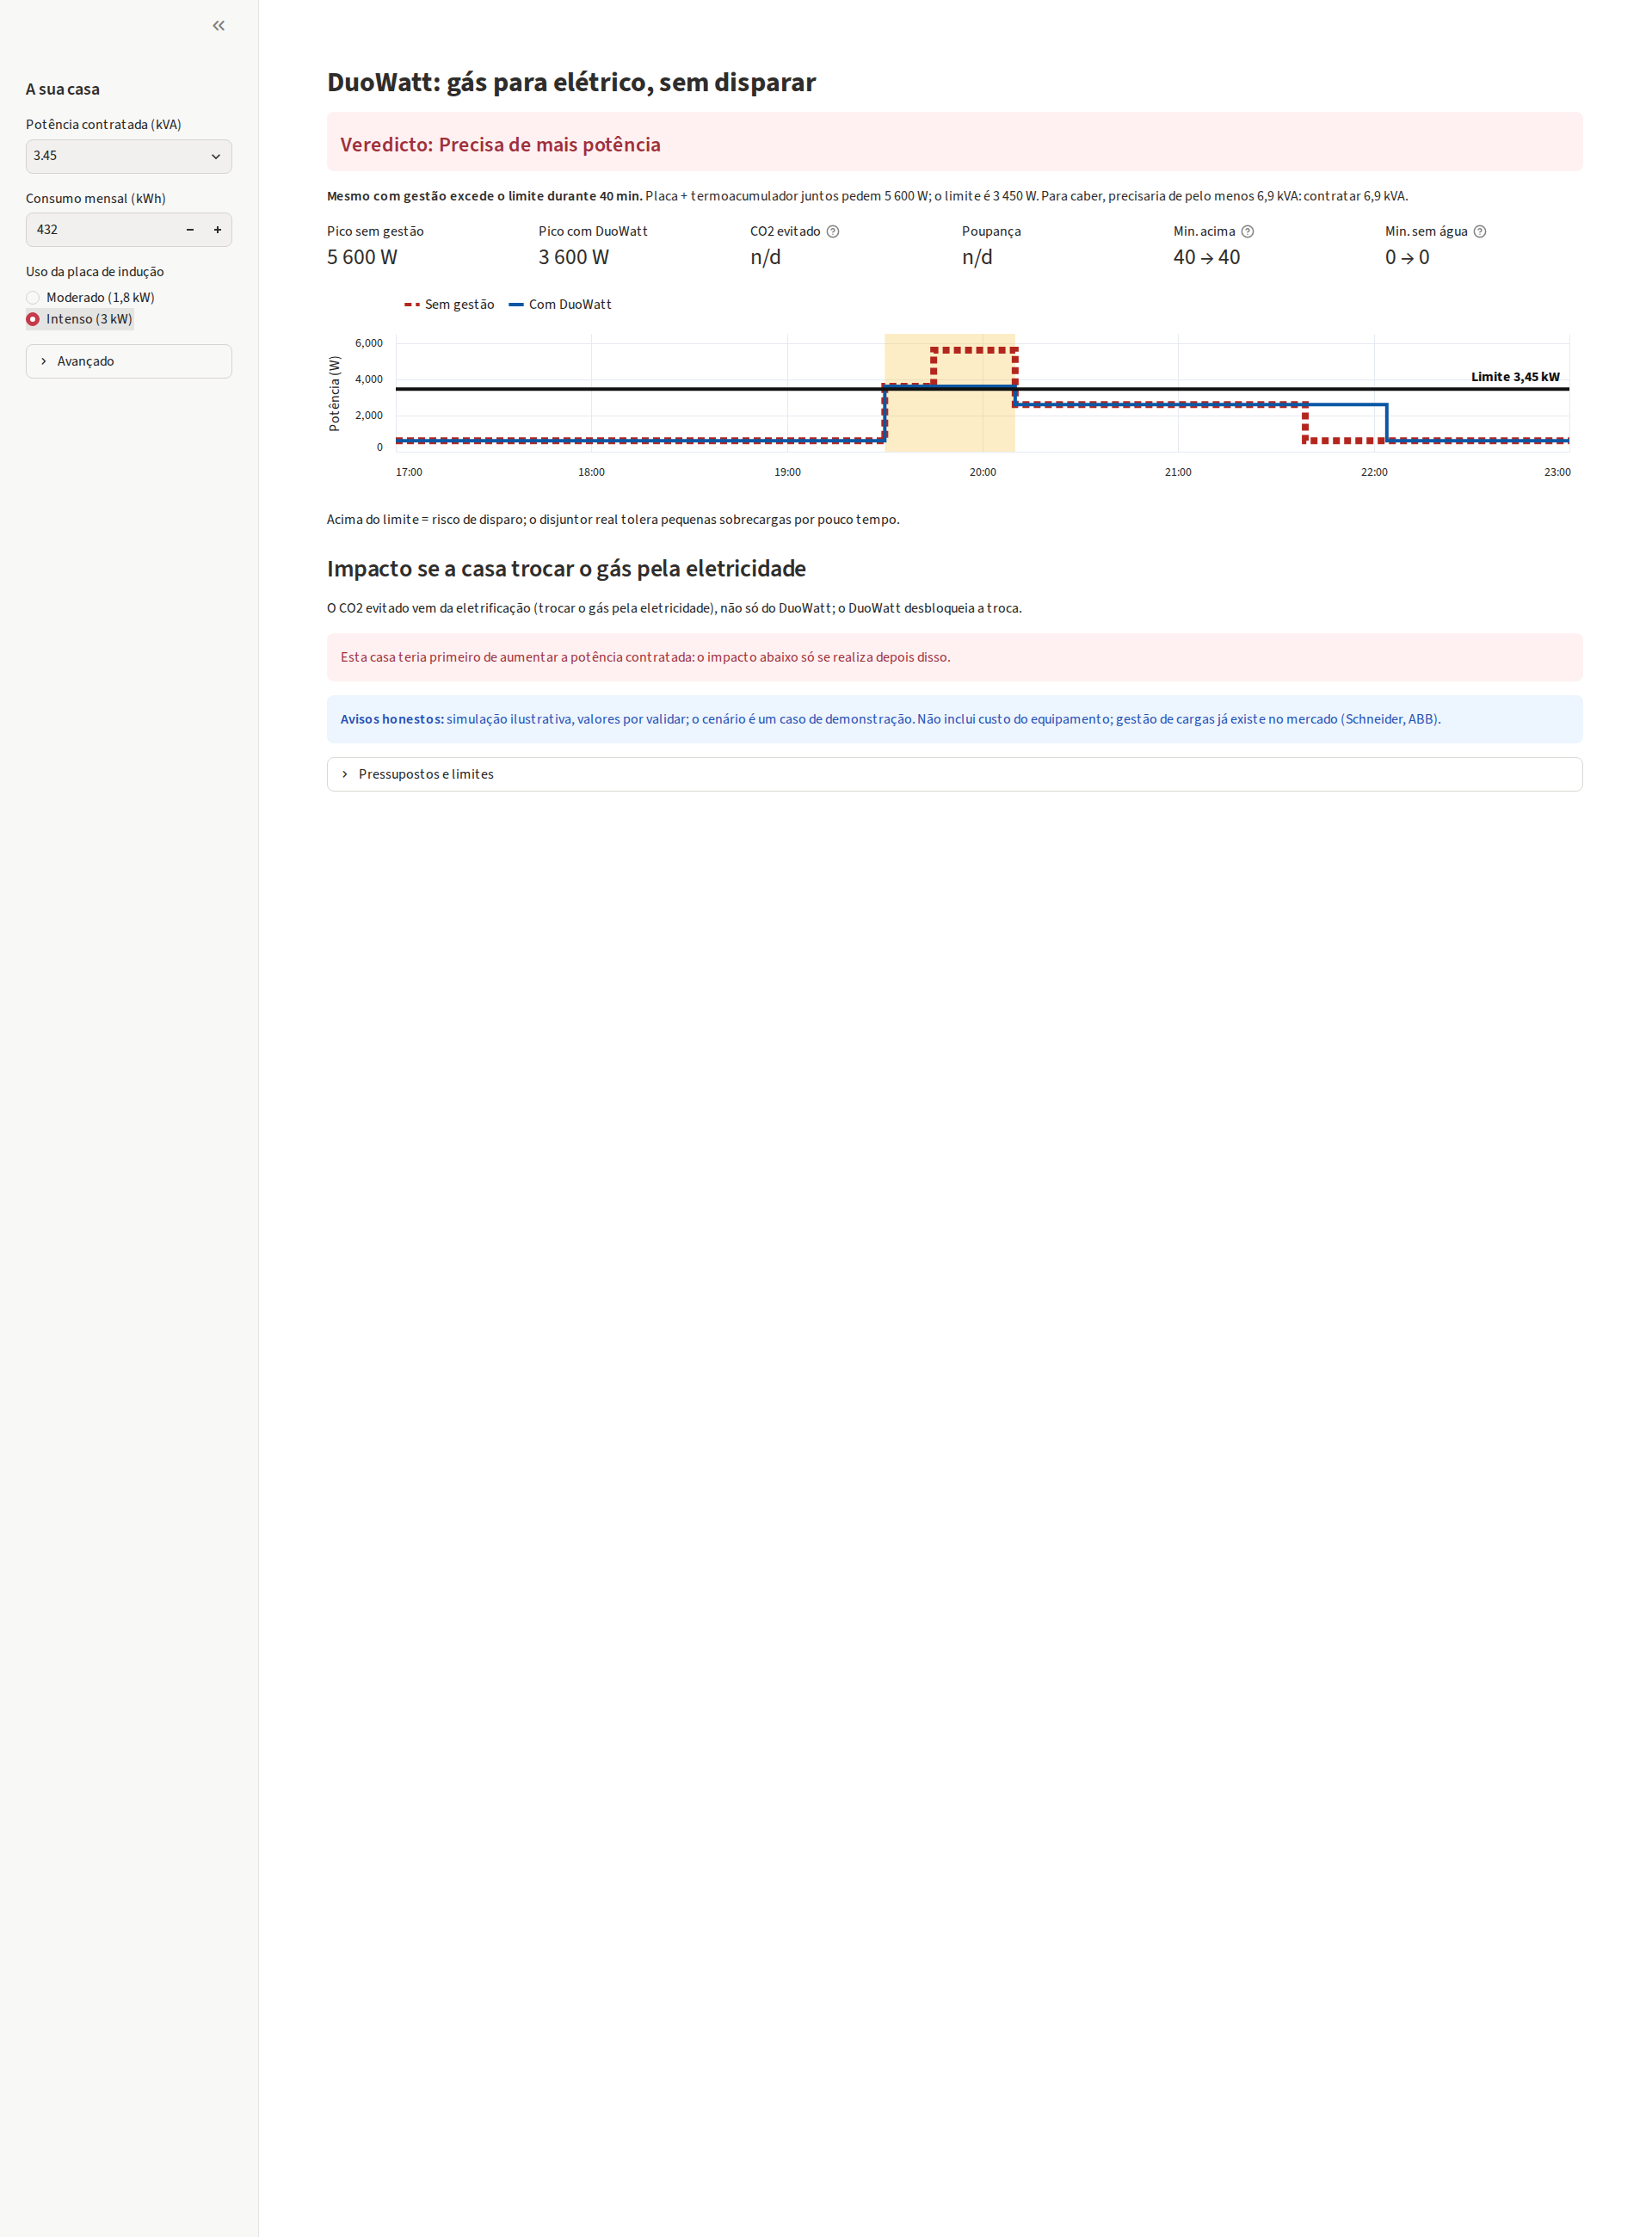 A sua casa
Potência contratada (kVA)
3.45
Consumo mensal (kWh)
432
Uso da placa de indução
Moderado (1,8 kW)
Intenso (3 kW)
Avançado
DuoWatt: gás para elétrico, sem disparar
Veredicto: Precisa de mais potência
Mesmo com gestão excede o limite durante 40 min. Placa + termoacumulador juntos pedem 5 600 W; o limite é 3 450 W. Para caber, precisaria de pelo menos 6,9 kVA: contratar 6,9 kVA.
Pico sem gestão
5 600 W
Pico com DuoWatt
3 600 W
CO2 evitado
n/d
Poupança
n/d
Min. acima
40 → 40
Min. sem água
0 → 0
Sem gestão
Com DuoWatt
Potência (W)
6,000
4,000
2,000
0
Limite 3,45 kW
17:00
18:00
19:00
20:00
21:00
22:00
23:00
Acima do limite = risco de disparo; o disjuntor real tolera pequenas sobrecargas por pouco tempo.
Impacto se a casa trocar o gás pela eletricidade
O CO2 evitado vem da eletrificação (trocar o gás pela eletricidade), não só do DuoWatt; o DuoWatt desbloqueia a troca.
Esta casa teria primeiro de aumentar a potência contratada: o impacto abaixo só se realiza depois disso.
Avisos honestos: simulação ilustrativa, valores por validar; o cenário é um caso de demonstração. Não inclui custo do equipamento; gestão de cargas já existe no mercado (Schneider, ABB).
Pressupostos e limites